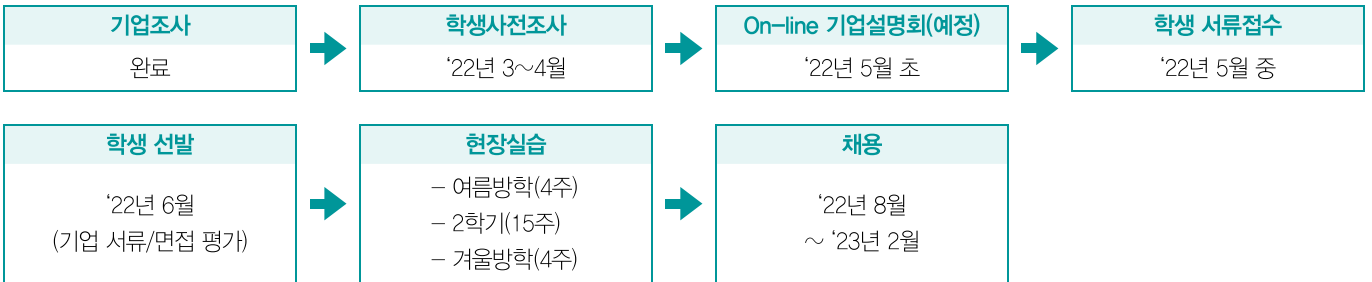 기업조사
완료
학생사전조사
‘22년 3~4월
On-line 기업설명회(예정)
‘22년 5월 초
학생 서류접수
‘22년 5월 중
학생 선발
‘22년 6월
(기업 서류/면접 평가)
현장실습
– 여름방학(4주)
– 2학기(15주)
– 겨울방학(4주)
채용
‘22년 8월
~ ‘23년 2월